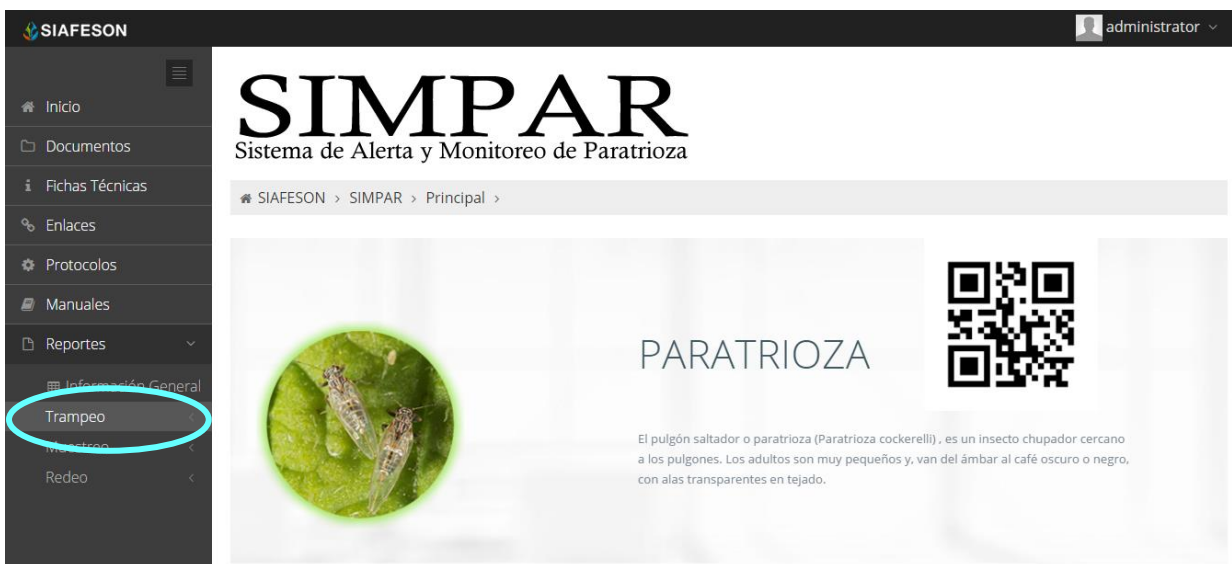 SIAFESON
administrator
Inicio
Documentos
Fichas Técnicas
Enlaces
Protocolos
Manuales
Reportes
Información General
Trampeo
Muestreo
Redeo
SIMPAR
Sistema de Alerta y Monitoreo de Paratrioza
SIAFESON > SIMPAR > Principal >
PARATRIOZA
El pulgón saltador o paratrioza (Paratrioza cockerelli) , es un insecto chupador cercano
a los pulgones. Los adultos son muy pequeños y, van del ámbar al café oscuro o negro,
con alas transparentes en tejado.